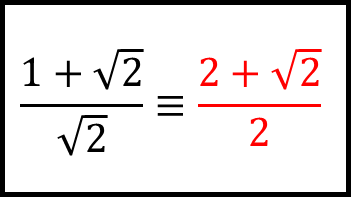 (1 + √2)/√2 ≡ (2 + √2)/2